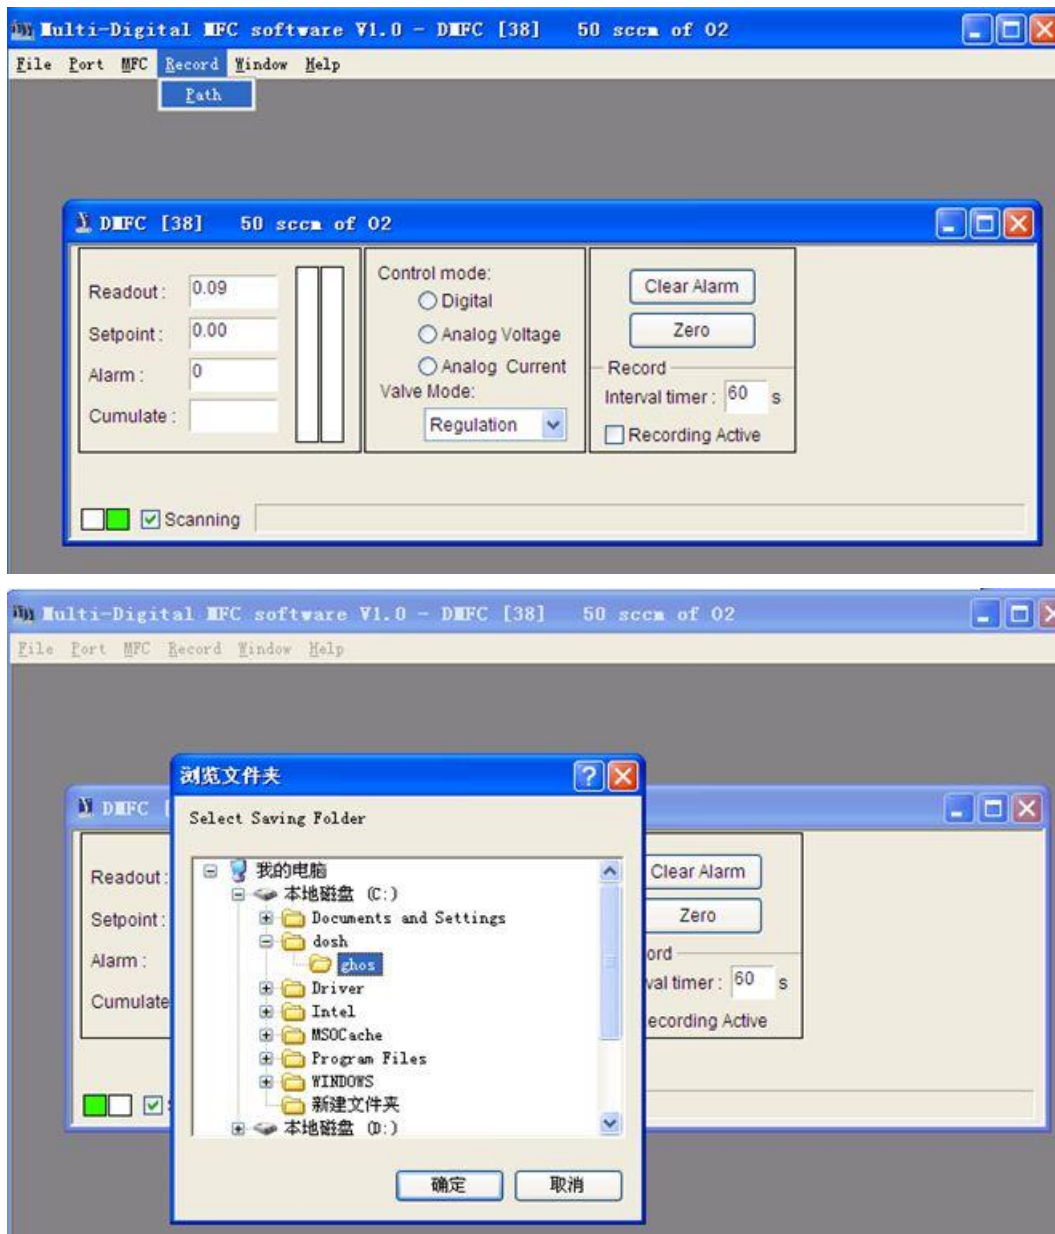 Multi-Digital MFC software V1.0 - DMFC [38] 50 sccm of O2
File Port MFC Record Window Help
Path
DMFC [38] 50 sccm of O2
Readout : 0.09
Setpoint : 0.00
Alarm : 0
Cumulate :
Control mode:
Digital
Analog Voltage
Analog Current
Valve Mode:
Regulation
Clear Alarm
Zero
Record
Interval timer : 60 s
Recording Active
Scanning
Multi-Digital MFC software V1.0 - DMFC [38] 50 sccm of O2
File Port MFC Record Window Help
DMFC [
Readout :
Setpoint :
Alarm :
Cumulate
浏览文件夹
Select Saving Folder
我的电脑
本地磁盘 (C:)
Documents and Settings
dosh
ghos
Driver
Intel
MSOCache
Program Files
WINDOWS
新建文件夹
本地磁盘 (D:)
确定 取消
Clear Alarm
Zero
ord
val timer : 60 s
ecording Active